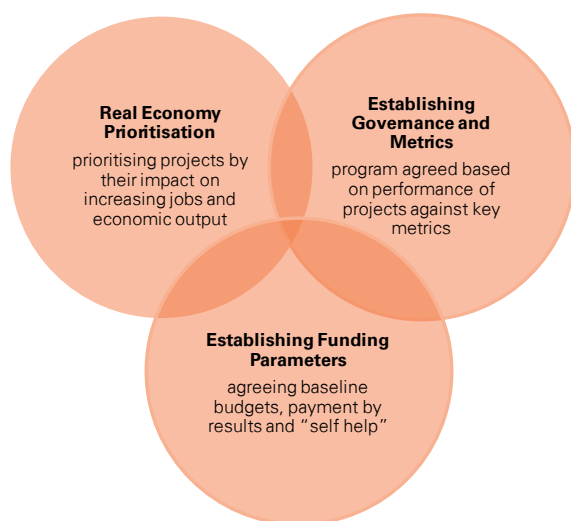 Real Economy
Prioritisation
prioritising projects by
their impact on
increasing jobs and
economic output
Establishing
Governance and
Metrics
program agreed based
on performance of
projects against key
metrics
Establishing Funding
Parameters
agreeing baseline
budgets, payment by
results and “self help”